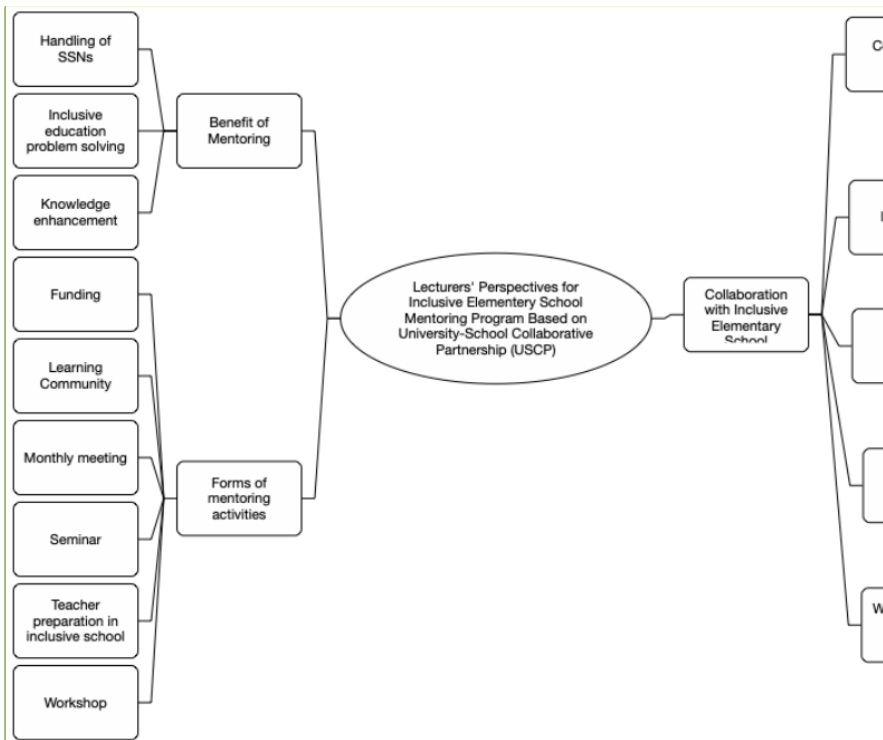 Handling of
SSNs
Inclusive
education
problem solving
Knowledge
enhancement
Benefit of
Mentoring
Funding
Learning
Community
Monthly meeting
Seminar
Teacher
preparation in
inclusive school
Workshop
Forms of
mentoring
activities
Lecturers' Perspectives for
Inclusive Elementery School
Mentoring Program Based on
University-School Collaborative
Partnership (USCP)
Collaboration
with Inclusive
Elementary
School